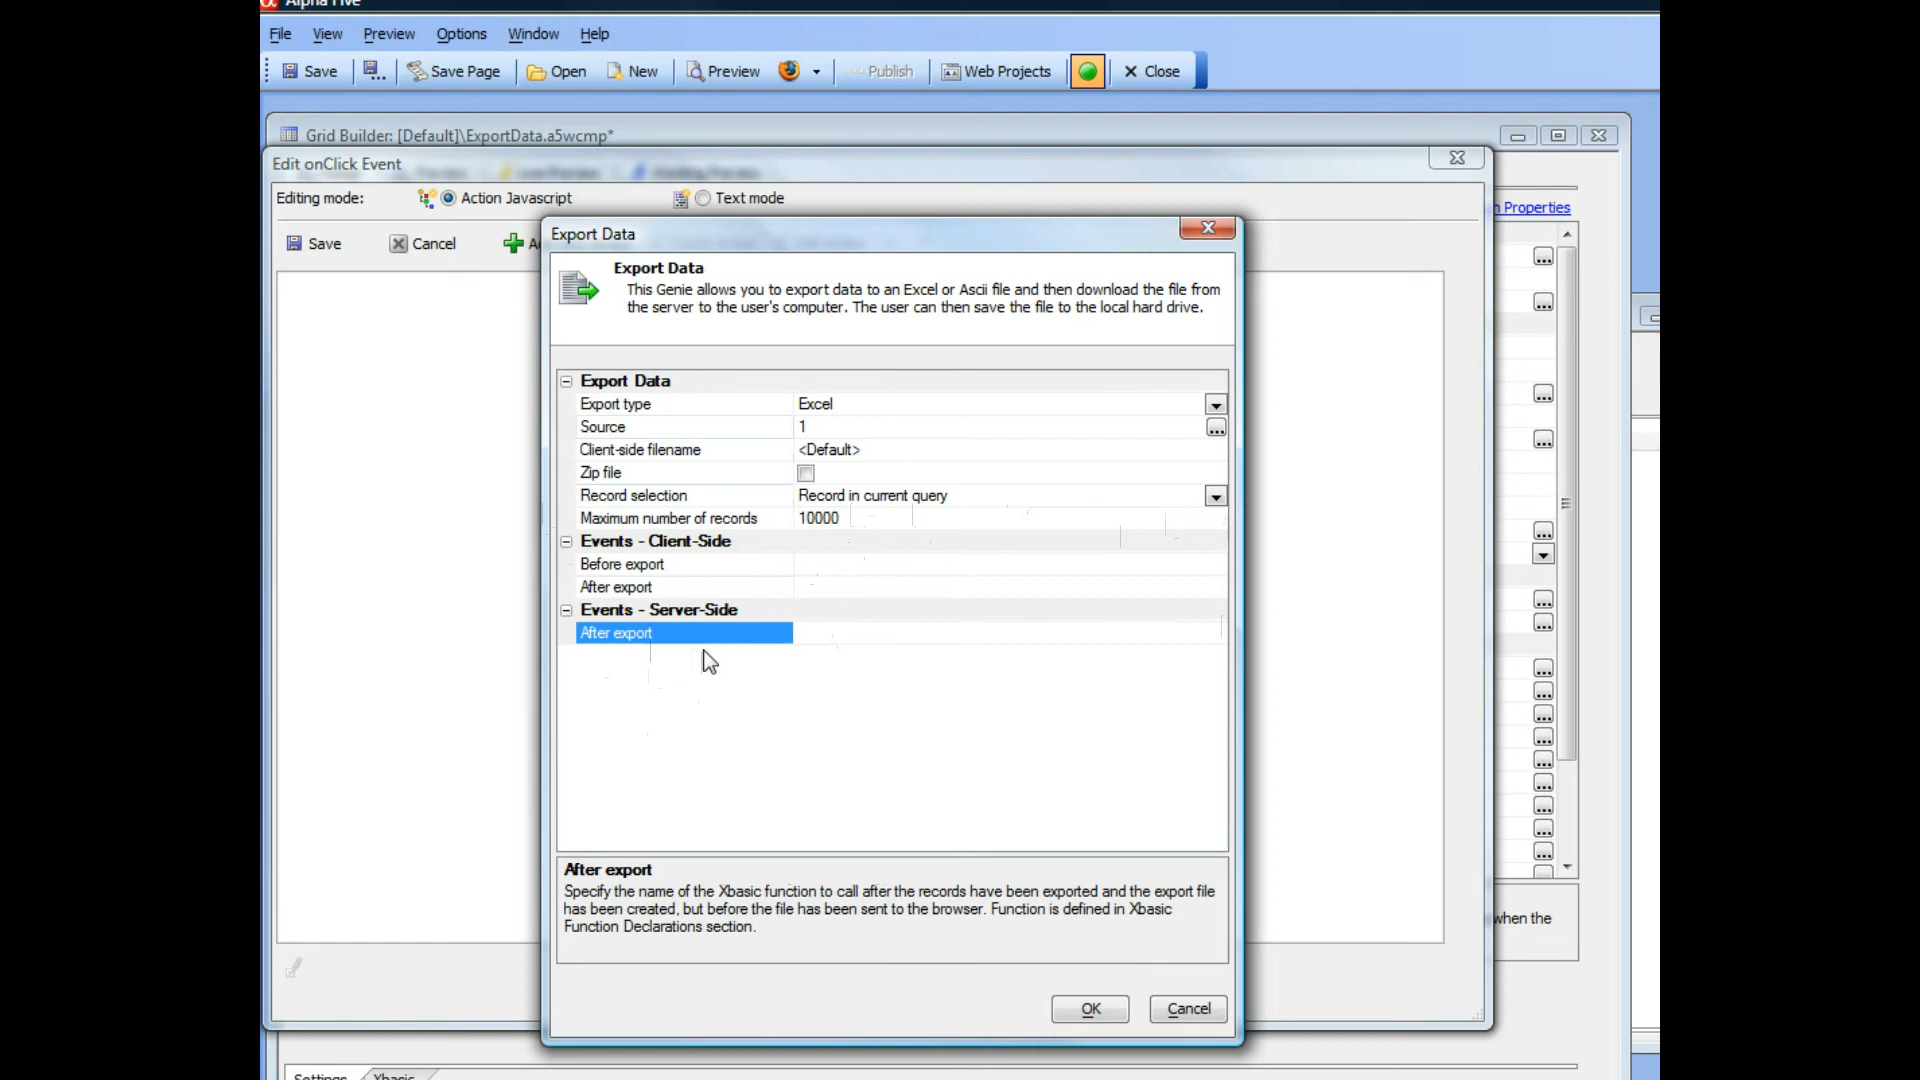 Alpha Five
File View Preview Options Window Help
Save Save Page Open New Preview Publish Web Projects Close
Grid Builder: [Default]\ExportData.a5wcmp*
Edit onClick Event
Editing mode: Action Javascript Text mode
n Properties
Save Cancel A
Export Data
Export Data
This Genie allows you to export data to an Excel or Ascii file and then download the file from
the server to the user's computer. The user can then save the file to the local hard drive.
Export Data
Export type Excel
Source 1
Client-side filename <Default>
Zip file
Record selection Record in current query
Maximum number of records 10000
Events - Client-Side
Before export
After export
Events - Server-Side
After export
After export
Specify the name of the Xbasic function to call after the records have been exported and the export file
has been created, but before the file has been sent to the browser. Function is defined in Xbasic
Function Declarations section.
when the
OK Cancel
Settings Xbasic